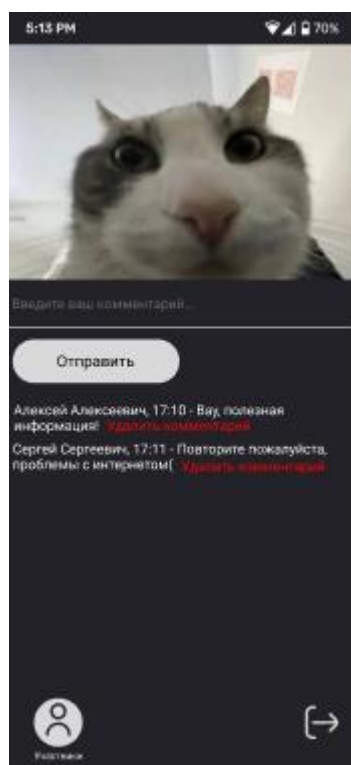 5:13 PM 70%
Введите ваш комментарий...
Отправить
Алексей Алексеевич, 17:10 - Вау, полезная
информация! Удалить комментарий
Сергей Сергеевич, 17:11 - Повторите пожалуйста,
проблемы с интернетом( Удалить комментарий